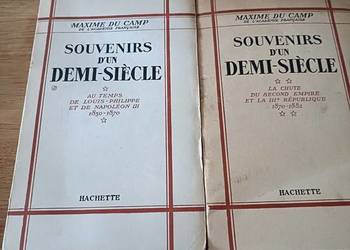 MAXIME DU CAMP
DE L'ACADÉMIE FRANÇAISE
SOUVENIRS
D'UN
DEMI-SIÈCLE
AU TEMPS
DE LOUIS-PHILIPPE
ET DE NAPOLÉON III
1830-1870
HACHETTE
MAXIME DU CAMP
DE L'ACADÉMIE FRANÇAISE
SOUVENIRS
D'UN
DEMI-SIÈCLE
LA CHUTE
DU SECOND EMPIRE
ET LA IIIe RÉPUBLIQUE
1870-1882
HACHETTE